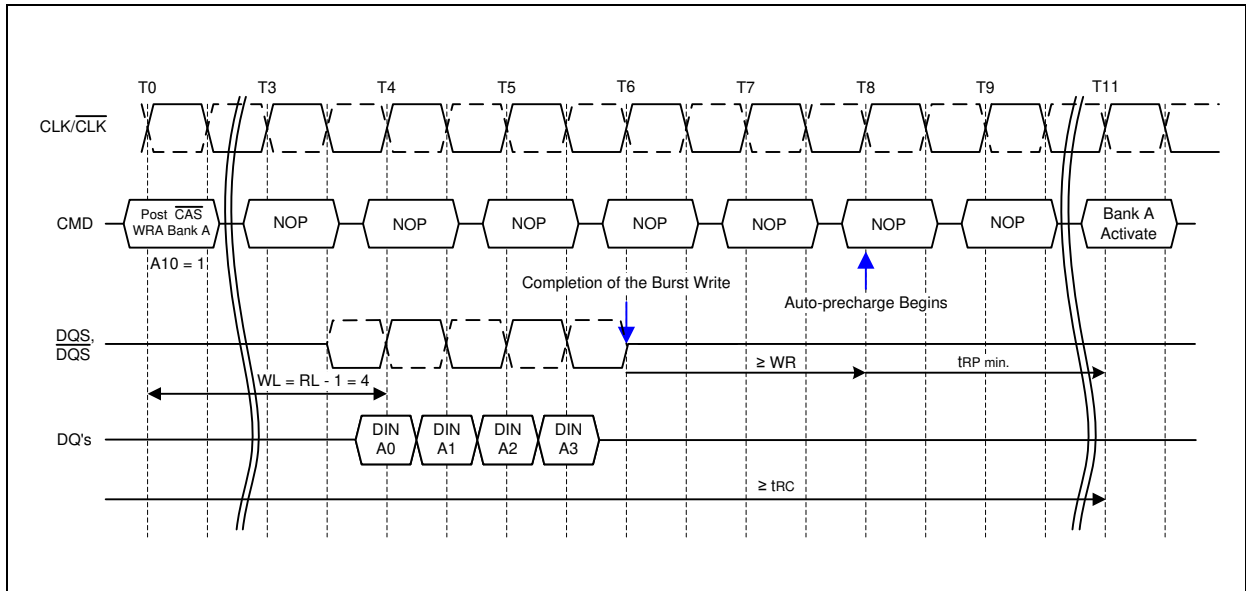 T0 T3 T4 T5 T6 T7 T8 T9 T11
CLK/CLK
CMD
Post CAS
WRA Bank A
NOP NOP NOP NOP NOP NOP NOP
Bank A
Activate
A10 = 1
Completion of the Burst Write
Auto-precharge Begins
DQS,
DQS
≥ WR
tRP min.
WL = RL - 1 = 4
DQ's
DIN
A0
DIN
A1
DIN
A2
DIN
A3
≥ tRC